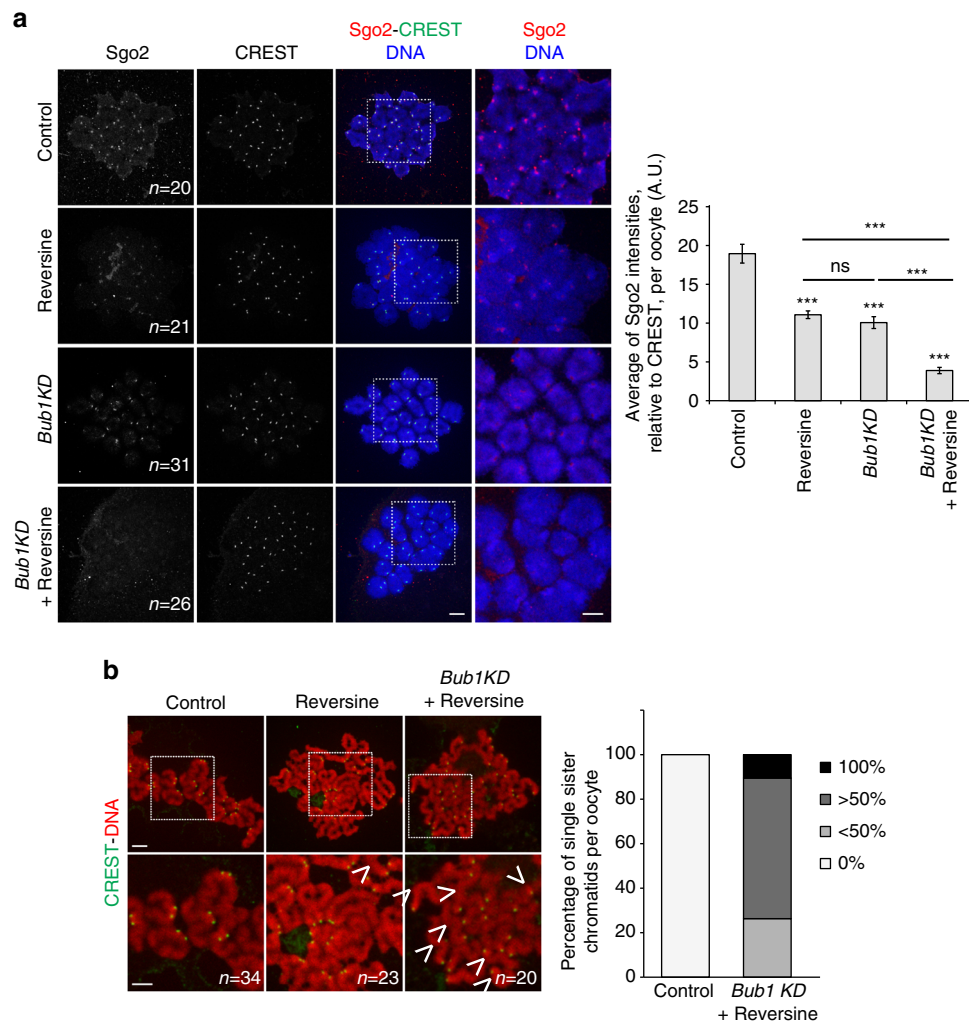 a
Sgo2
CREST
Sgo2-CREST
DNA
Sgo2
DNA
Control
n=20
Reversine
n=21
Bub1KD
n=31
Bub1KD
+ Reversine
n=26
Average of Sgo2 intensities,
relative to CREST, per oocyte (A.U.)
25
20
15
10
5
0
***
ns
***
***
***
***
Control
Reversine
Bub1KD
Bub1KD
+ Reversine
b
Control
Reversine
Bub1KD
+ Reversine
CREST-DNA
n=34
n=23
n=20
Percentage of single sister
chromatids per oocyte
100
80
60
40
20
0
Control
Bub1 KD
+ Reversine
100%
>50%
<50%
0%